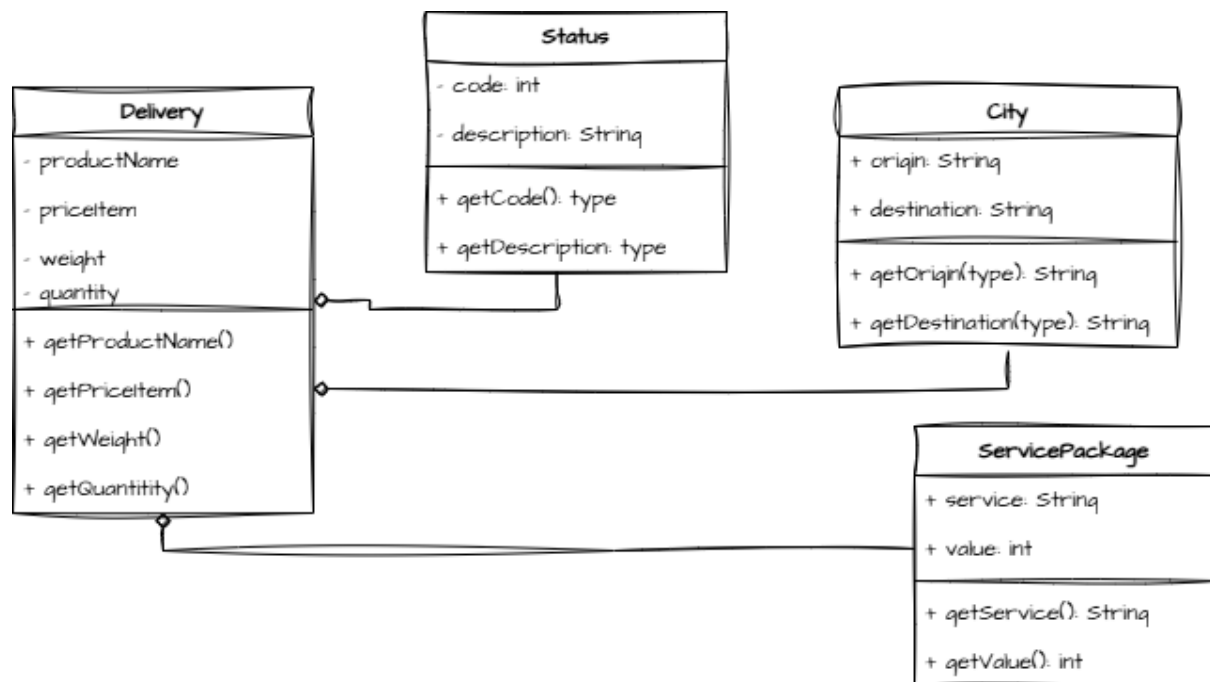 Status
- code: int
- description: String
+ getCode(): type
+ getDescription: type
Delivery
- productName
- priceItem
- weight
- quantity
+ getProductName()
+ getPriceItem()
+ getWeight()
+ getQuantitity()
City
+ origin: String
+ destination: String
+ getOrigin(type): String
+ getDestination(type): String
ServicePackage
+ service: String
+ value: int
+ getService(): String
+ getValue(): int